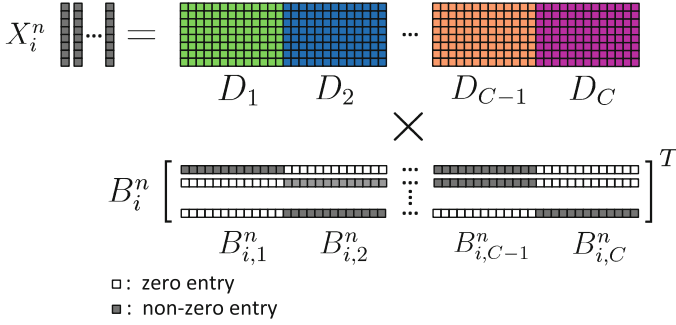 X_i^n ... = ...
D_1 D_2 D_{C-1} D_C
×
B_i^n [ ... ... ⋮ ⋮ ]^T
B_{i,1}^n B_{i,2}^n B_{i,C-1}^n B_{i,C}^n
□: zero entry
■: non-zero entry